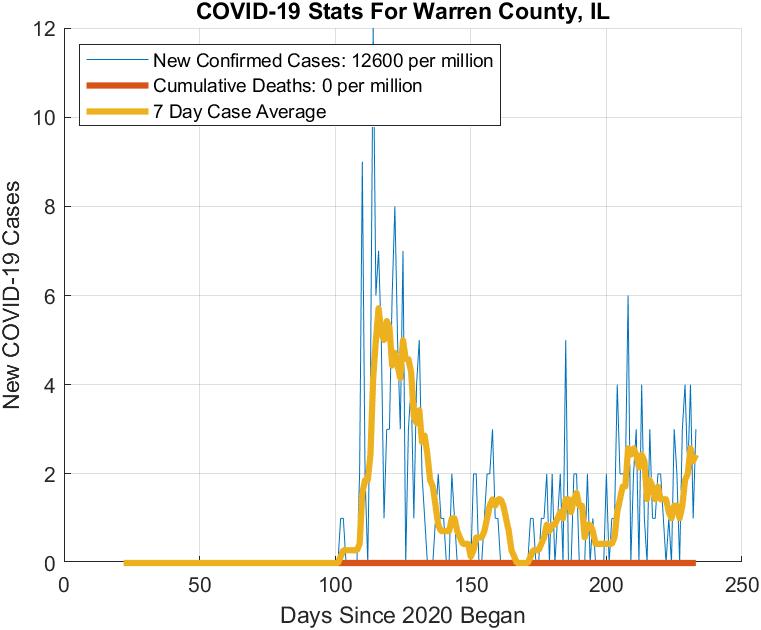 COVID-19 Stats For Warren County, IL
New Confirmed Cases: 12600 per million
Cumulative Deaths: 0 per million
7 Day Case Average
New COVID-19 Cases
12
10
8
6
4
2
0
0 50 100 150 200 250
Days Since 2020 Began